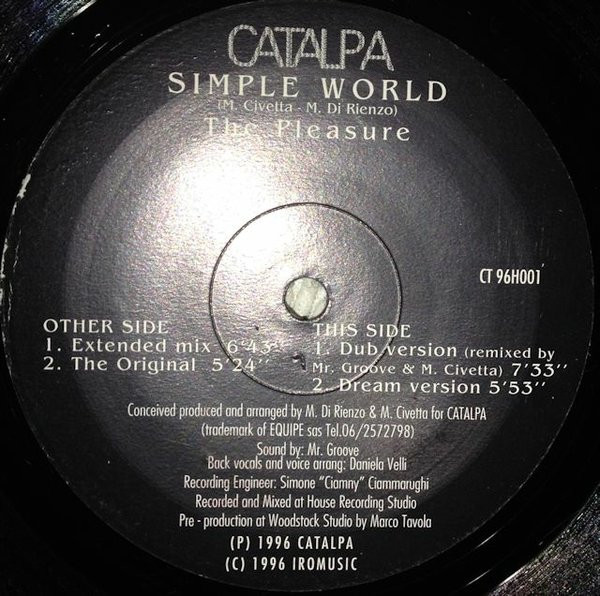 CATALPA
SIMPLE WORLD
(M. Civetta - M. Di Rienzo)
The Pleasure
CT 96H001
OTHER SIDE
1. Extended mix 6'43''
2. The Original 5'24''
THIS SIDE
1. Dub version (remixed by
Mr. Groove & M. Civetta) 7'33''
2. Dream version 5'53''
Conceived produced and arranged by M. Di Rienzo & M. Civetta for CATALPA
(trademark of EQUIPE sas Tel.06/2572798)
Sound by: Mr. Groove
Back vocals and voice arrang: Daniela Velli
Recording Engineer: Simone "Ciamny" Ciammarughi
Recorded and Mixed at House Recording Studio
Pre - production at Woodstock Studio by Marco Tavola
(P) 1996 CATALPA
(C) 1996 IROMUSIC